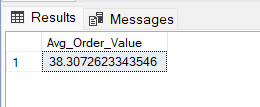 Results Messages
Avg_Order_Value
1 38.3072623343546